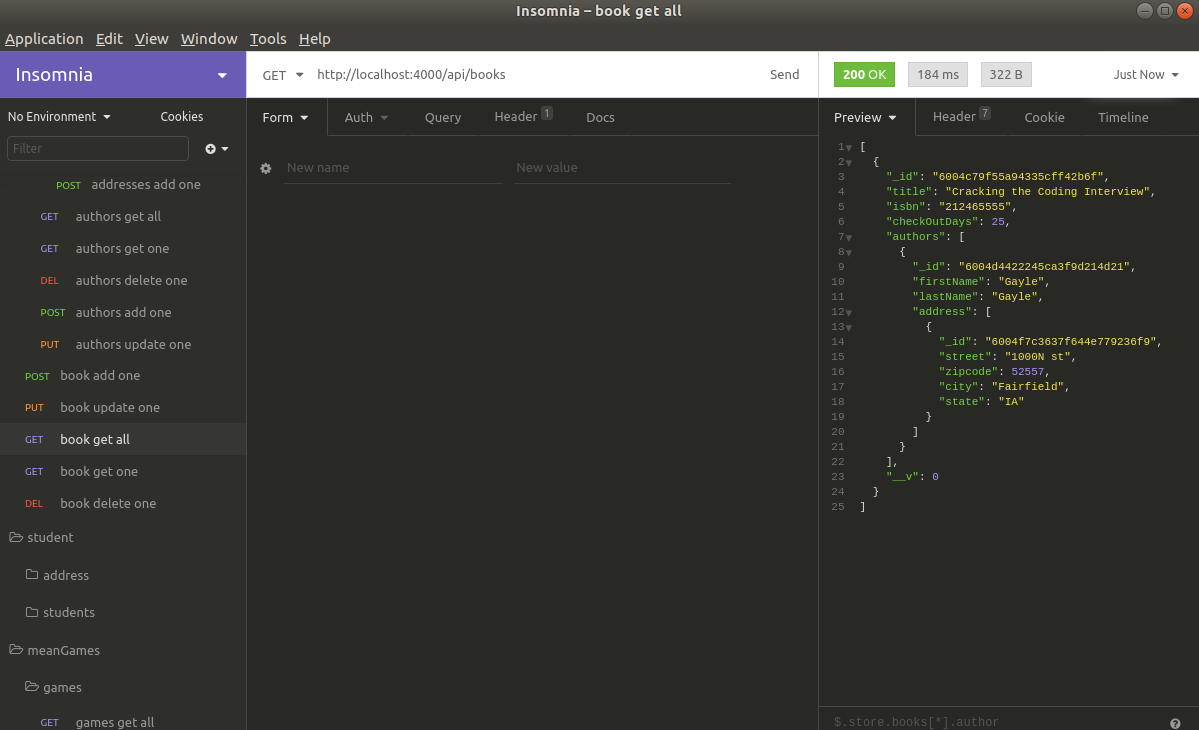 Insomnia – book get all
Application Edit View Window Tools Help
Insomnia
GET http://localhost:4000/api/books Send
200 OK 184 ms 322 B Just Now
No Environment Cookies
Filter
POST addresses add one
GET authors get all
GET authors get one
DEL authors delete one
POST authors add one
PUT authors update one
POST book add one
PUT book update one
GET book get all
GET book get one
DEL book delete one
student
address
students
meanGames
games
GET games get all
Form Auth Query Header 1 Docs
New name New value
Preview Header 7 Cookie Timeline
1 [
2 {
3 "_id": "6004c79f55a94335cff42b6f",
4 "title": "Cracking the Coding Interview",
5 "isbn": "212465555",
6 "checkOutDays": 25,
7 "authors": [
8 {
9 "_id": "6004d4422245ca3f9d214d21",
10 "firstName": "Gayle",
11 "lastName": "Gayle",
12 "address": [
13 {
14 "_id": "6004f7c3637f644e779236f9",
15 "street": "1000N st",
16 "zipcode": 52557,
17 "city": "Fairfield",
18 "state": "IA"
19 }
20 ]
21 }
22 ],
23 "__v": 0
24 }
25 ]
$.store.books[*].author